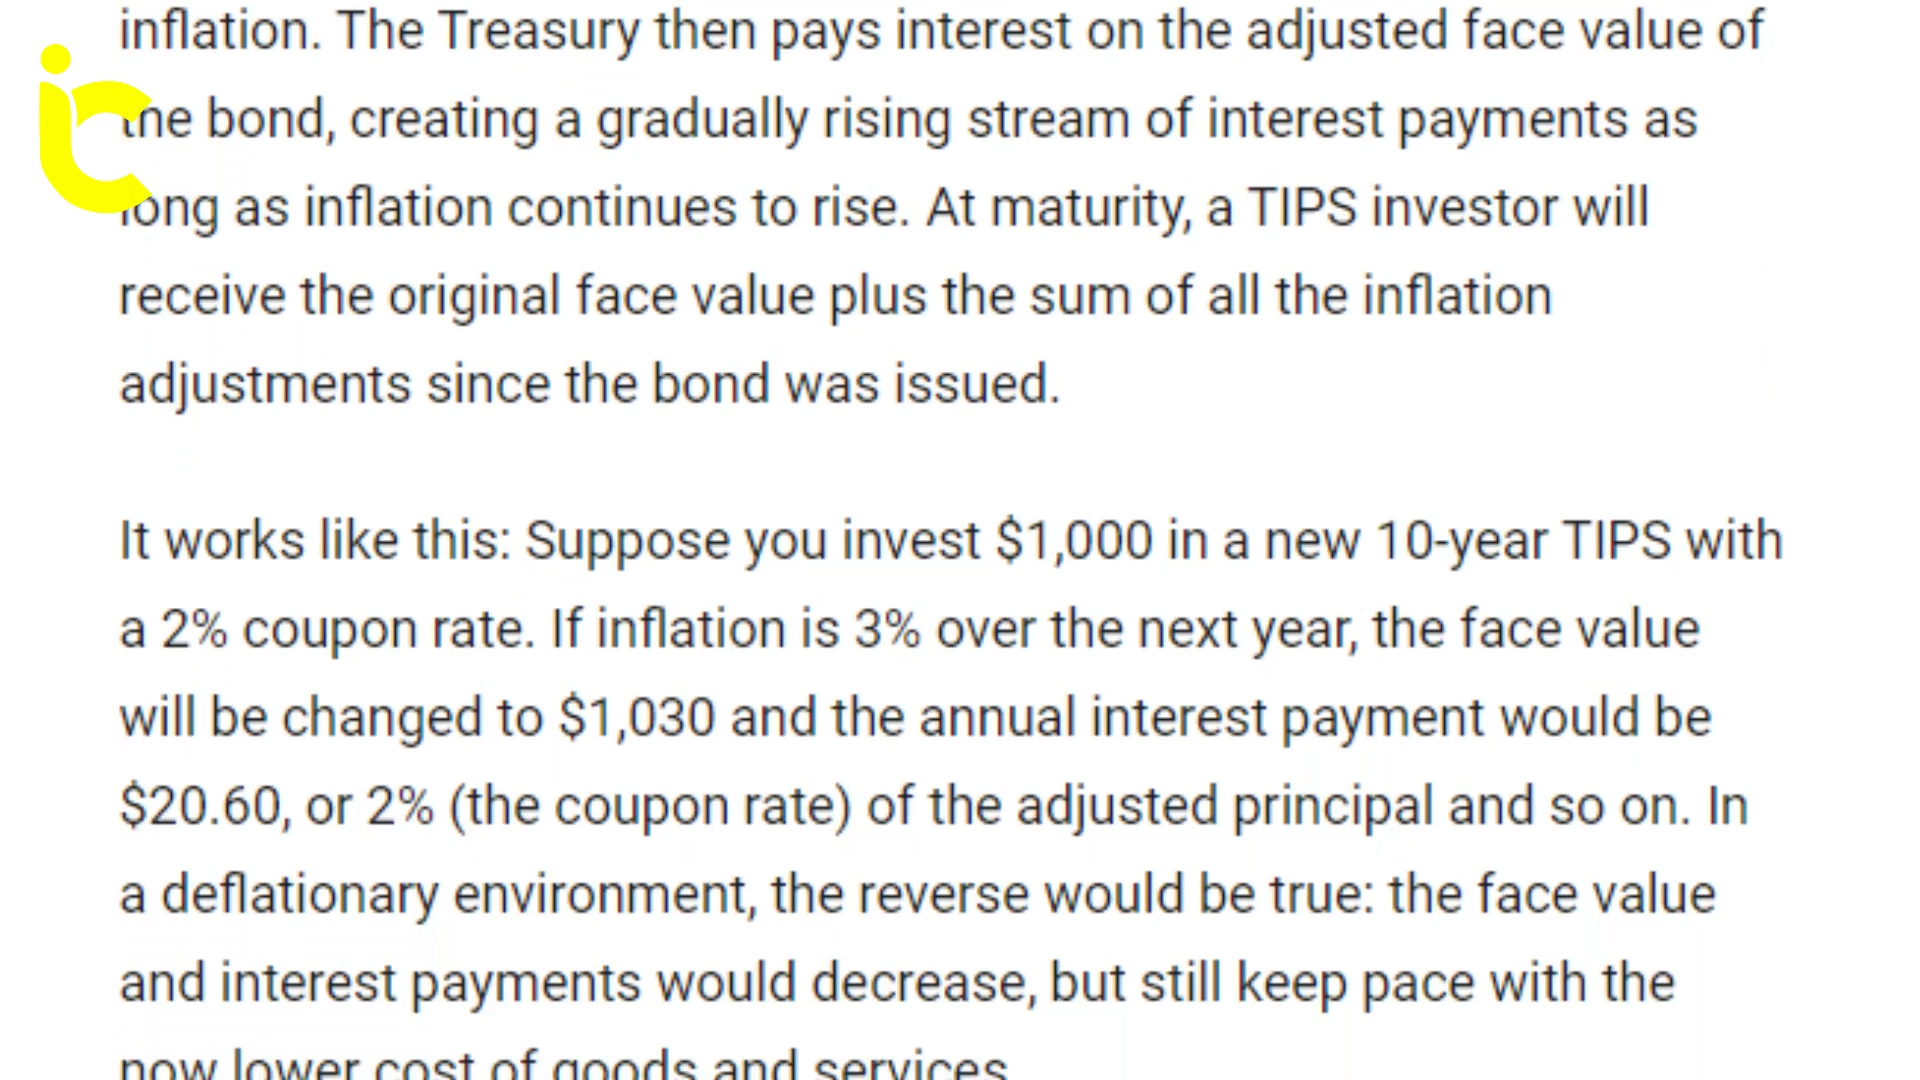 inflation. The Treasury then pays interest on the adjusted face value of
the bond, creating a gradually rising stream of interest payments as
long as inflation continues to rise. At maturity, a TIPS investor will
receive the original face value plus the sum of all the inflation
adjustments since the bond was issued.
It works like this: Suppose you invest $1,000 in a new 10-year TIPS with
a 2% coupon rate. If inflation is 3% over the next year, the face value
will be changed to $1,030 and the annual interest payment would be
$20.60, or 2% (the coupon rate) of the adjusted principal and so on. In
a deflationary environment, the reverse would be true: the face value
and interest payments would decrease, but still keep pace with the
now lower cost of goods and services